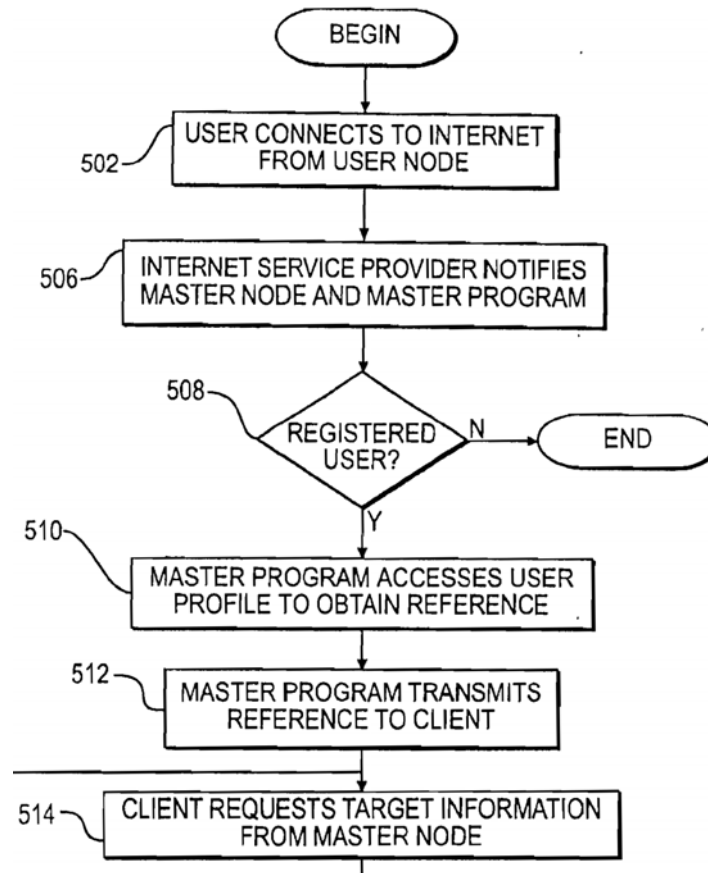 BEGIN
502
USER CONNECTS TO INTERNET
FROM USER NODE
506
INTERNET SERVICE PROVIDER NOTIFIES
MASTER NODE AND MASTER PROGRAM
508
REGISTERED
USER?
N
END
Y
510
MASTER PROGRAM ACCESSES USER
PROFILE TO OBTAIN REFERENCE
512
MASTER PROGRAM TRANSMITS
REFERENCE TO CLIENT
514
CLIENT REQUESTS TARGET INFORMATION
FROM MASTER NODE